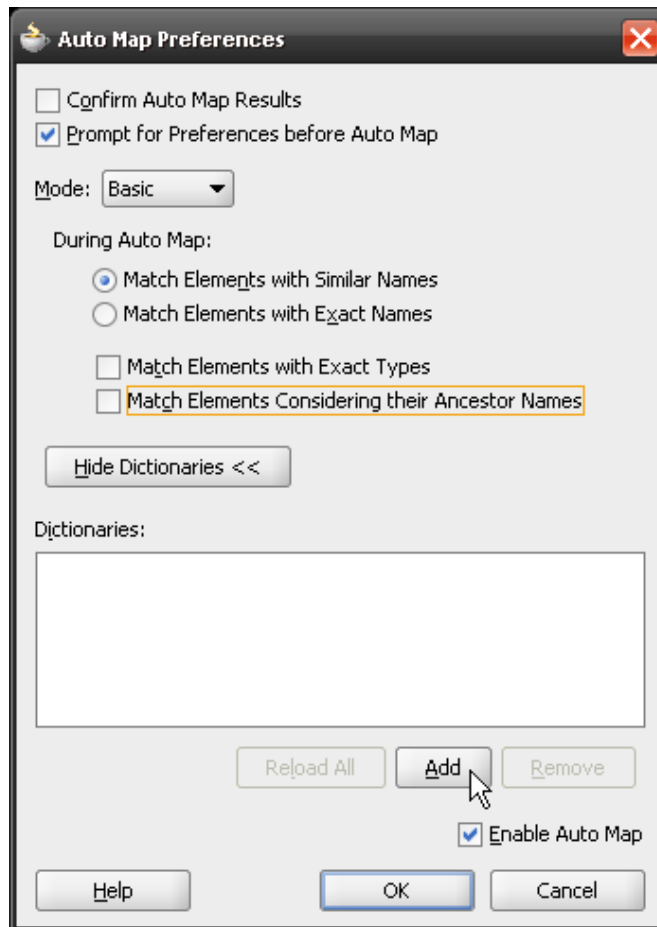 Auto Map Preferences
Confirm Auto Map Results
Prompt for Preferences before Auto Map
Mode: Basic
During Auto Map:
Match Elements with Similar Names
Match Elements with Exact Names
Match Elements with Exact Types
Match Elements Considering their Ancestor Names
Hide Dictionaries <<
Dictionaries:
Reload All Add Remove
Enable Auto Map
Help OK Cancel